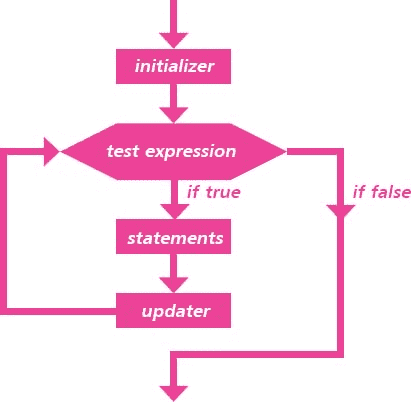 initializer
test expression
if true
if false
statements
updater